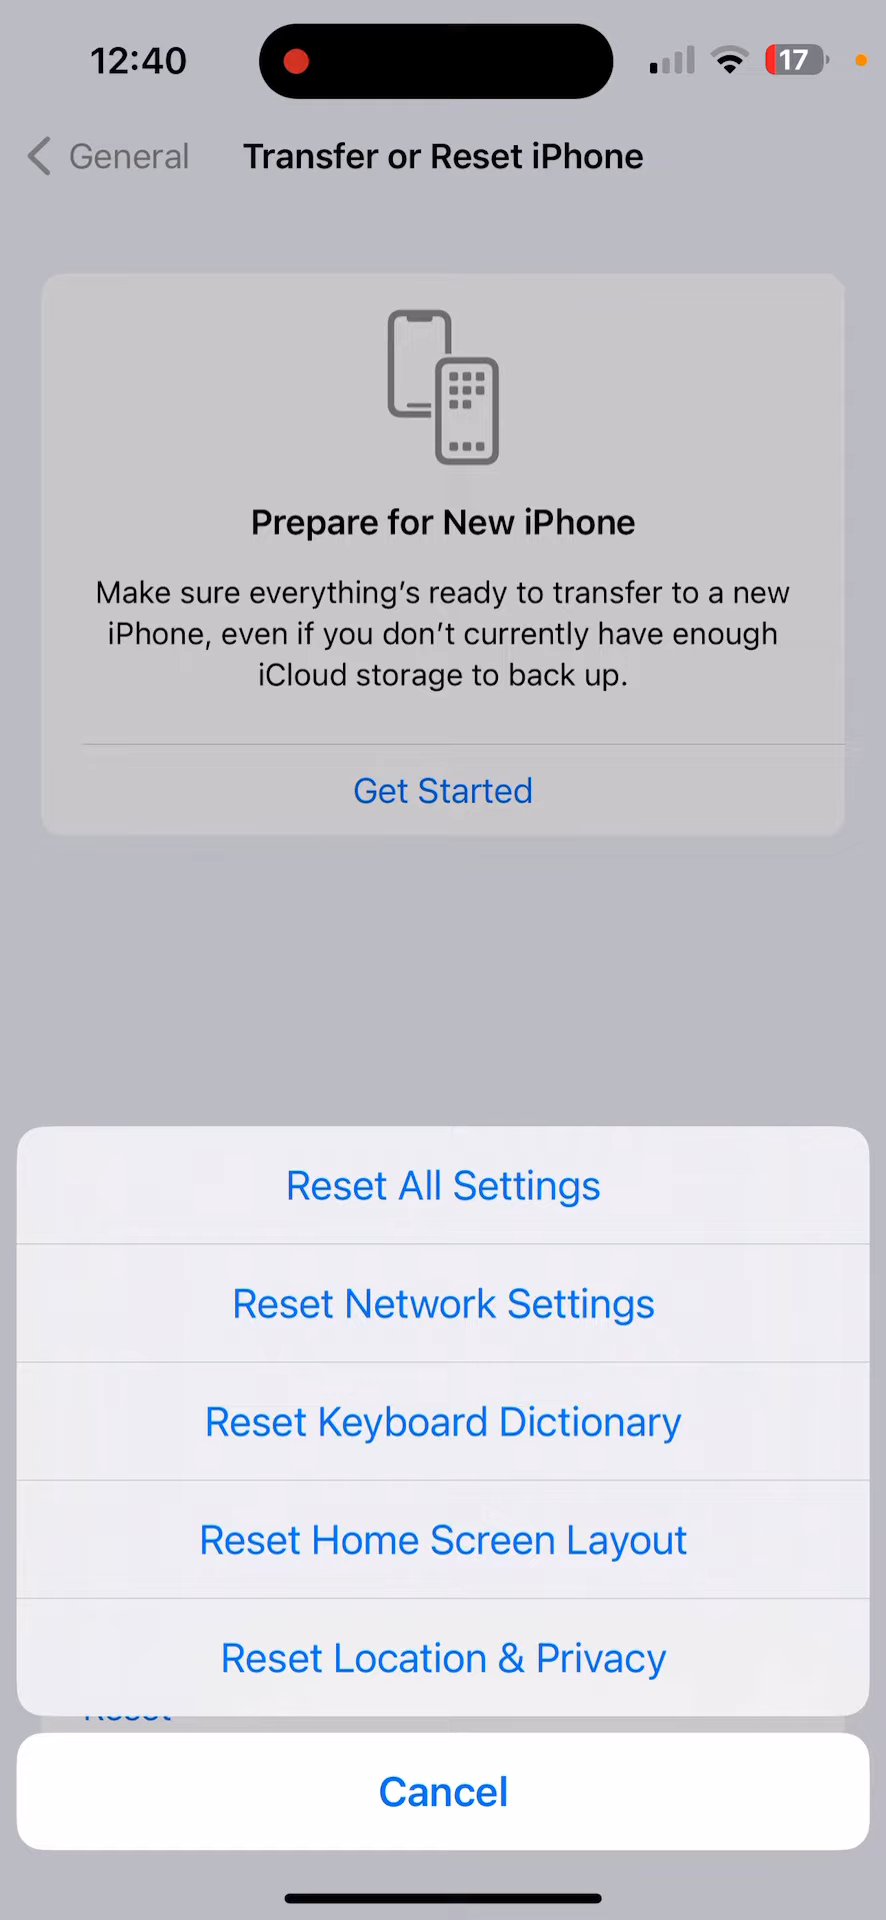 12:40
17
General
Transfer or Reset iPhone
Prepare for New iPhone
Make sure everything’s ready to transfer to a new
iPhone, even if you don’t currently have enough
iCloud storage to back up.
Get Started
Reset All Settings
Reset Network Settings
Reset Keyboard Dictionary
Reset Home Screen Layout
Reset Location & Privacy
Reset
Cancel